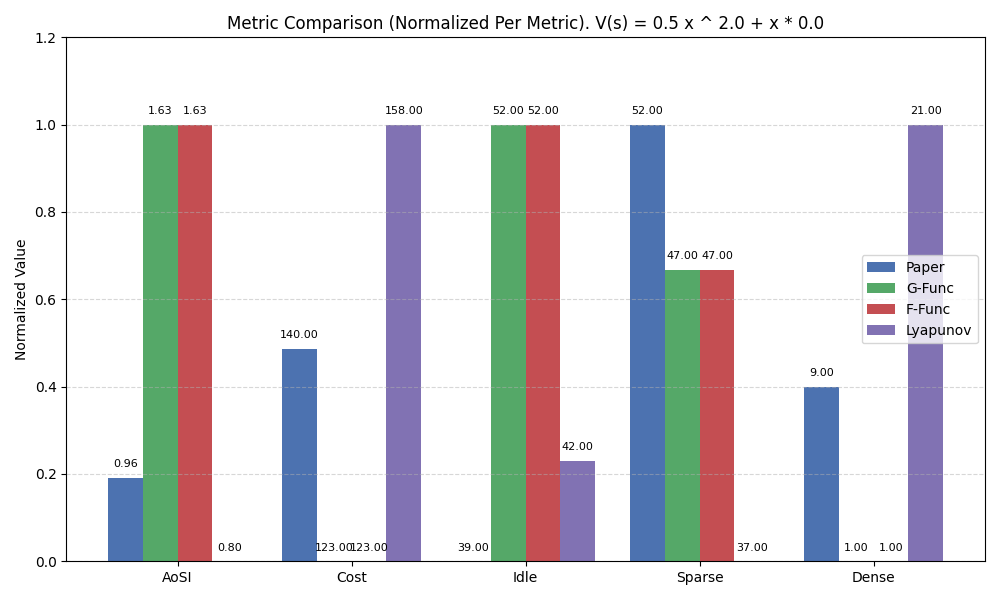 Metric Comparison (Normalized Per Metric). V(s) = 0.5 x ^ 2.0 + x * 0.0
Normalized Value
1.2
1.0
0.8
0.6
0.4
0.2
0.0
0.96
1.63
1.63
0.80
140.00
123.00
123.00
158.00
39.00
52.00
52.00
42.00
52.00
47.00
47.00
37.00
9.00
1.00
1.00
21.00
AoSI
Cost
Idle
Sparse
Dense
Paper
G-Func
F-Func
Lyapunov